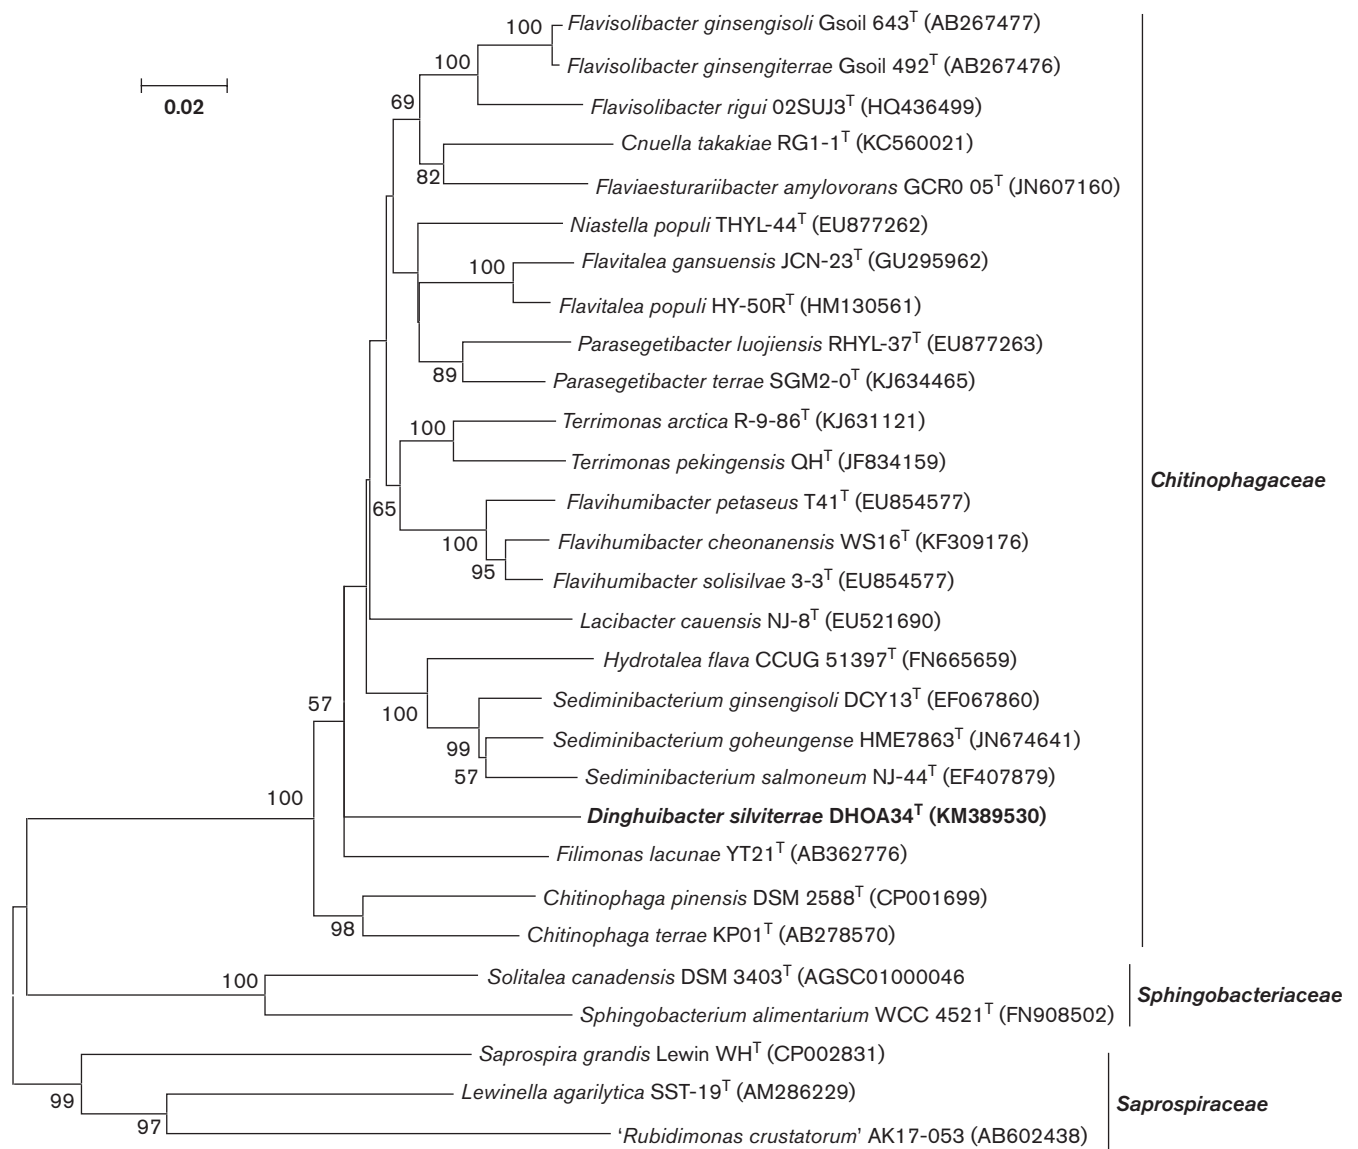 100 Flavisolibacter ginsengisoli Gsoil 643T (AB267477)
0.02
100 Flavisolibacter ginsengiterrae Gsoil 492T (AB267476)
69 Flavisolibacter rigui 02SUJ3T (HQ436499)
Cnuella takakiae RG1-1T (KC560021)
82 Flaviaesturariibacter amylovorans GCR0 05T (JN607160)
Niastella populi THYL-44T (EU877262)
100 Flavitalea gansuensis JCN-23T (GU295962)
Flavitalea populi HY-50RT (HM130561)
Parasegetibacter luojiensis RHYL-37T (EU877263)
89 Parasegetibacter terrae SGM2-0T (KJ634465)
100 Terrimonas arctica R-9-86T (KJ631121)
Terrimonas pekingensis QHT (JF834159)
Chitinophagaceae
65 Flavihumibacter petaseus T41T (EU854577)
100 Flavihumibacter cheonanensis WS16T (KF309176)
95 Flavihumibacter solisilvae 3-3T (EU854577)
Lacibacter cauensis NJ-8T (EU521690)
Hydrotalea flava CCUG 51397T (FN665659)
57 100 Sediminibacterium ginsengisoli DCY13T (EF067860)
99 Sediminibacterium goheungense HME7863T (JN674641)
57 Sediminibacterium salmoneum NJ-44T (EF407879)
100 Dinghuibacter silviterrae DHOA34T (KM389530)
Filimonas lacunae YT21T (AB362776)
Chitinophaga pinensis DSM 2588T (CP001699)
98 Chitinophaga terrae KP01T (AB278570)
100 Solitalea canadensis DSM 3403T (AGSC01000046
Sphingobacteriaceae
Sphingobacterium alimentarium WCC 4521T (FN908502)
Saprospira grandis Lewin WHT (CP002831)
99 Lewinella agarilytica SST-19T (AM286229)
Saprospiraceae
97 ‘Rubidimonas crustatorum’ AK17-053 (AB602438)